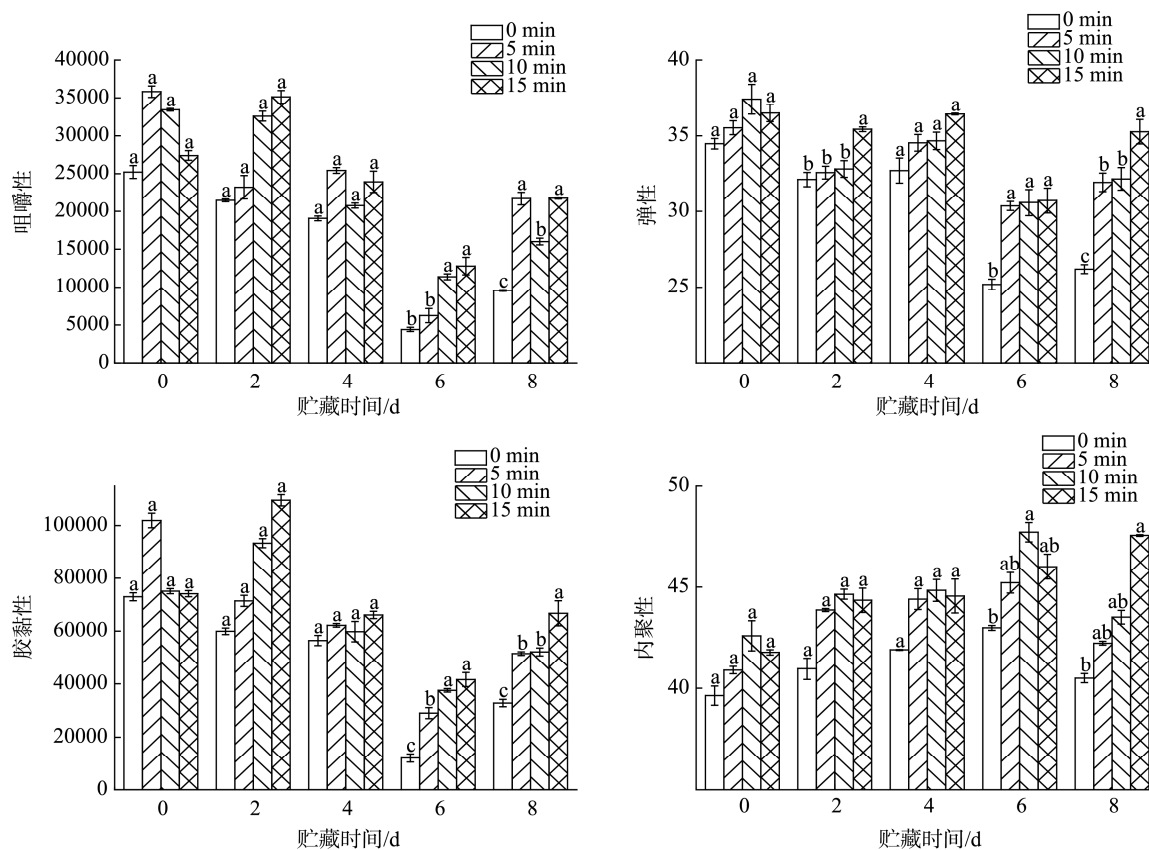 0 min
5 min
10 min
15 min
40000
35000
30000
25000
20000
15000
10000
5000
0
咀嚼性
a a a a
a a a a
a a a a
b b a a
c a b a
0 2 4 6 8
贮藏时间/d
0 min
5 min
10 min
15 min
40
35
30
25
弹性
a a a a
b b b a
a a a a
b a a a
c b b a
0 2 4 6 8
贮藏时间/d
0 min
5 min
10 min
15 min
100000
80000
60000
40000
20000
0
胶黏性
a a a a
a a a a
a a a a
c b a a
c b b a
0 2 4 6 8
贮藏时间/d
0 min
5 min
10 min
15 min
50
45
40
内聚性
a a a a
a a a a
a a a a
b ab a ab
b ab ab a
0 2 4 6 8
贮藏时间/d